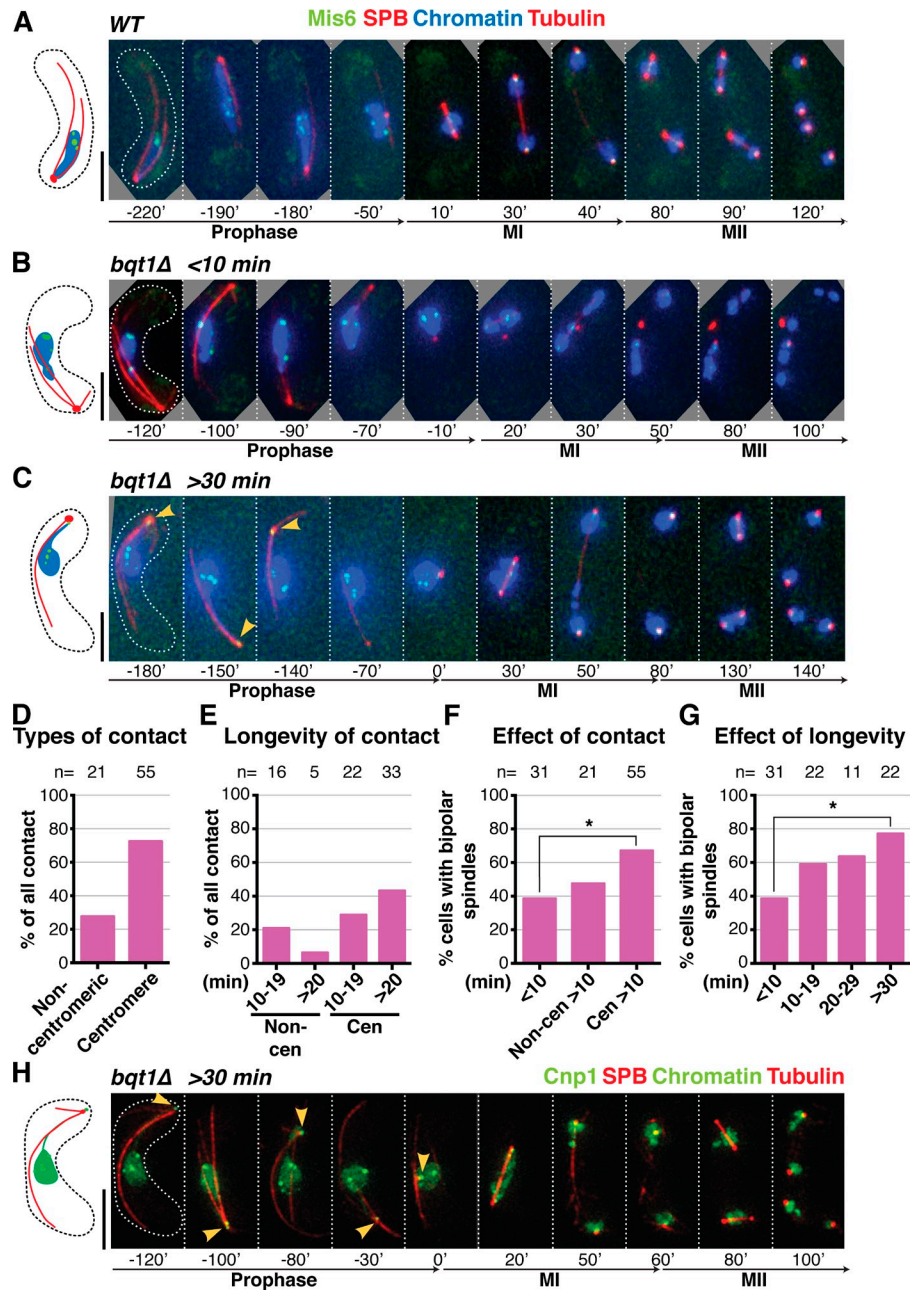 A
WT
Mis6 SPB Chromatin Tubulin
-220' -190' -180' -50' 10' 30' 40' 80' 90' 120'
Prophase MI MII
B
bqt1Δ <10 min
-120' -100' -90' -70' -10' 20' 30' 50' 80' 100'
Prophase MI MII
C
bqt1Δ >30 min
-180' -150' -140' -70' 0' 30' 50' 80' 130' 140'
Prophase MI MII
D
Types of contact
n= 21 55
% of all contact
100
80
60
40
20
0
Non-centromeric
Centromere
E
Longevity of contact
n= 16 5 22 33
% of all contact
100
80
60
40
20
0
(min) 10-19 >20 10-19 >20
Non-cen
Cen
F
Effect of contact
n= 31 21 55
% cells with bipolar spindles
100
80
60
40
20
0
*
(min) <10 Non-cen >10 Cen >10
G
Effect of longevity
n= 31 22 11 22
% cells with bipolar spindles
100
80
60
40
20
0
*
(min) <10 10-19 20-29 >30
H
bqt1Δ >30 min
Cnp1 SPB Chromatin Tubulin
-120' -100' -80' -30' 0' 20' 50' 60' 80' 100'
Prophase MI MII